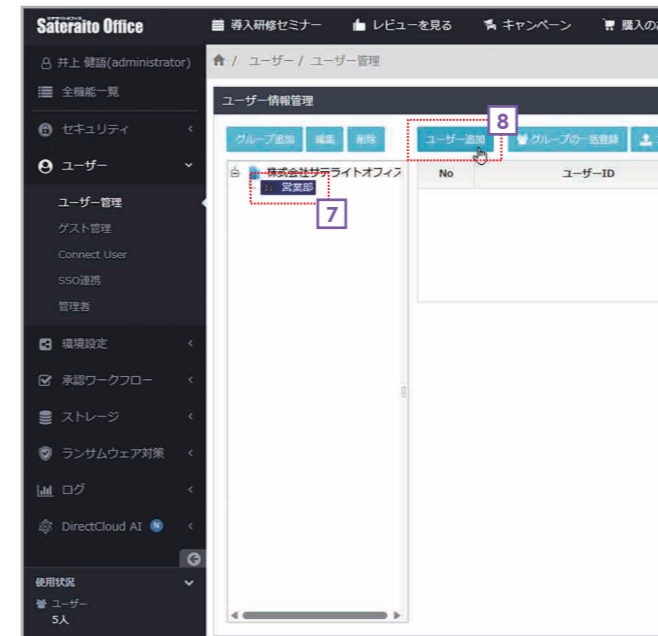 Sateraito Office
導入研修セミナー レビューを見る キャンペーン 購入の
井上 健語(administrator)
/ ユーザー / ユーザー管理
全機能一覧
ユーザー情報管理
セキュリティ
8
グループ追加 編集 削除 ユーザー追加 グループの一括登録
ユーザー
株式会社サテライトオフィス
No ユーザーID
営業部
7
ユーザー管理
ゲスト管理
Connect User
SSO連携
管理者
環境設定
承認ワークフロー
ストレージ
ランサムウェア対策
ログ
DirectCloud AI N
使用状況
ユーザー
5人